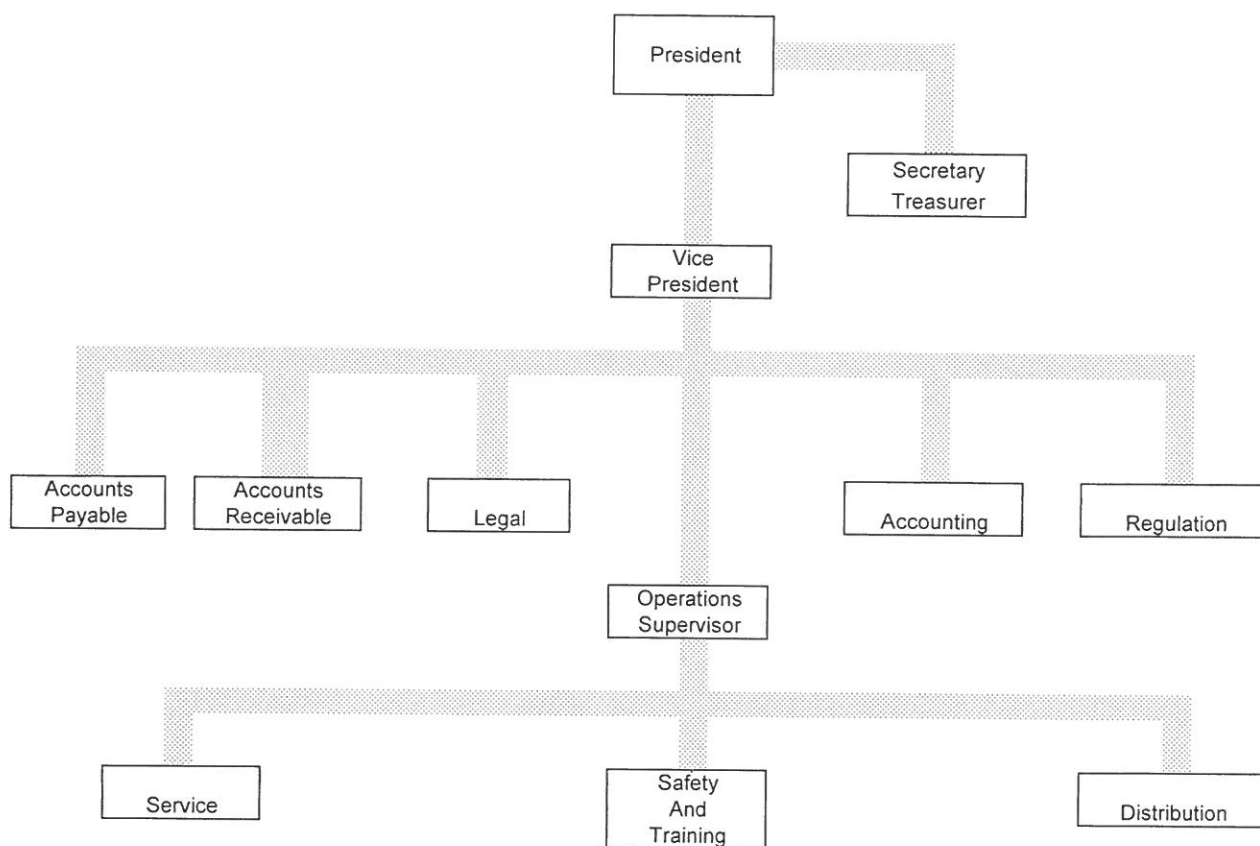 President
Secretary
Treasurer
Vice
President
Accounts
Payable
Accounts
Receivable
Legal
Accounting
Regulation
Operations
Supervisor
Service
Safety
And
Training
Distribution